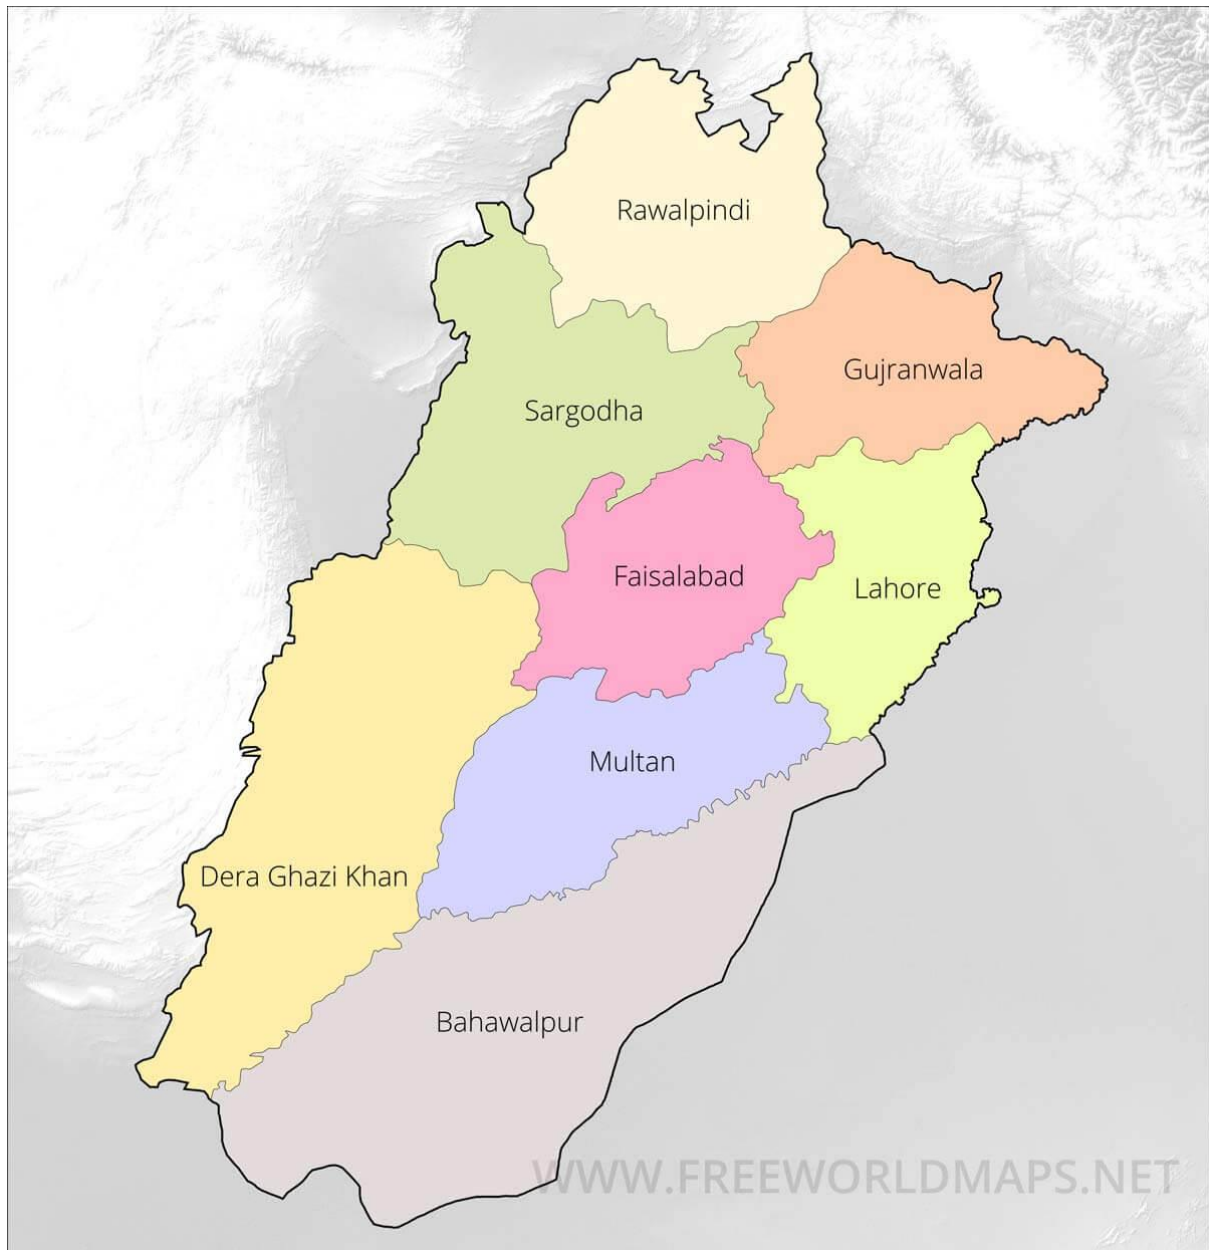 Rawalpindi
Gujranwala
Sargodha
Faisalabad
Lahore
Multan
Dera Ghazi Khan
Bahawalpur
WWW.FREEWORLDMAPS.NET